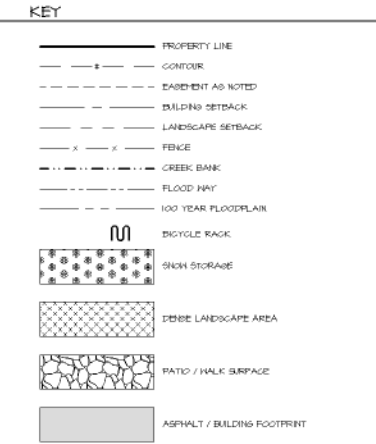 KEY
PROPERTY LINE
CONTOUR
EASEMENT AS NOTED
BUILDING SETBACK
LANDSCAPE SETBACK
FENCE
CREEK BANK
FLOOD WAY
100 YEAR FLOODPLAIN
BICYCLE RACK
SNOW STORAGE
DENSE LANDSCAPE AREA
PATIO / WALK SURFACE
ASPHALT / BUILDING FOOTPRINT